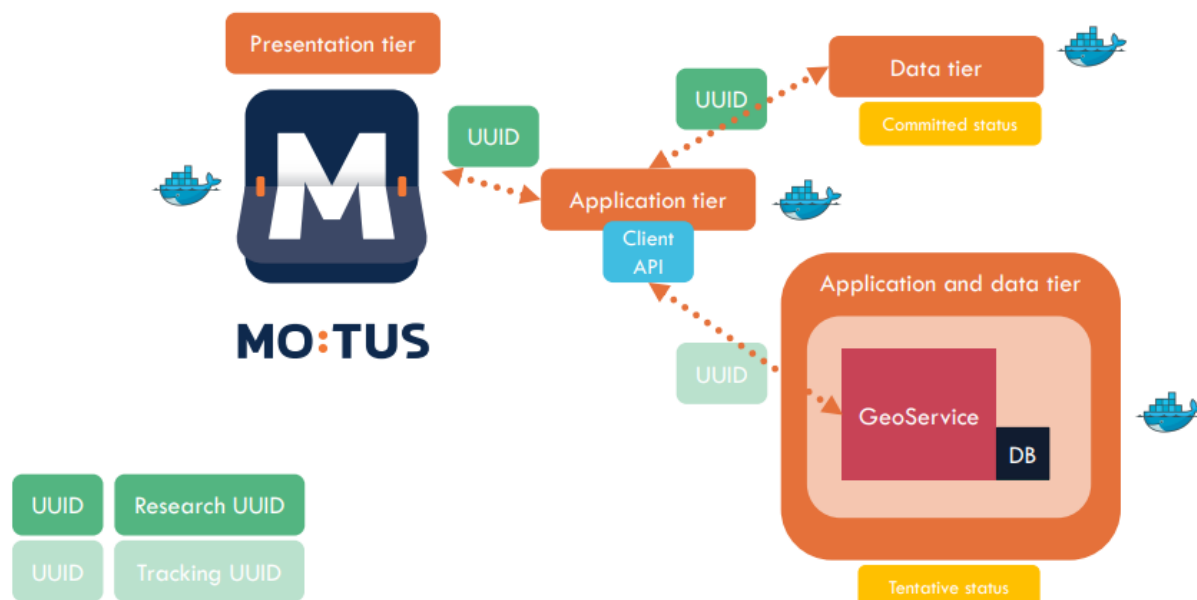 Presentation tier
MO:TUS
UUID
UUID
Data tier
Committed status
Application tier
Client
API
UUID
Application and data tier
GeoService
DB
Tentative status
UUID
Research UUID
UUID
Tracking UUID